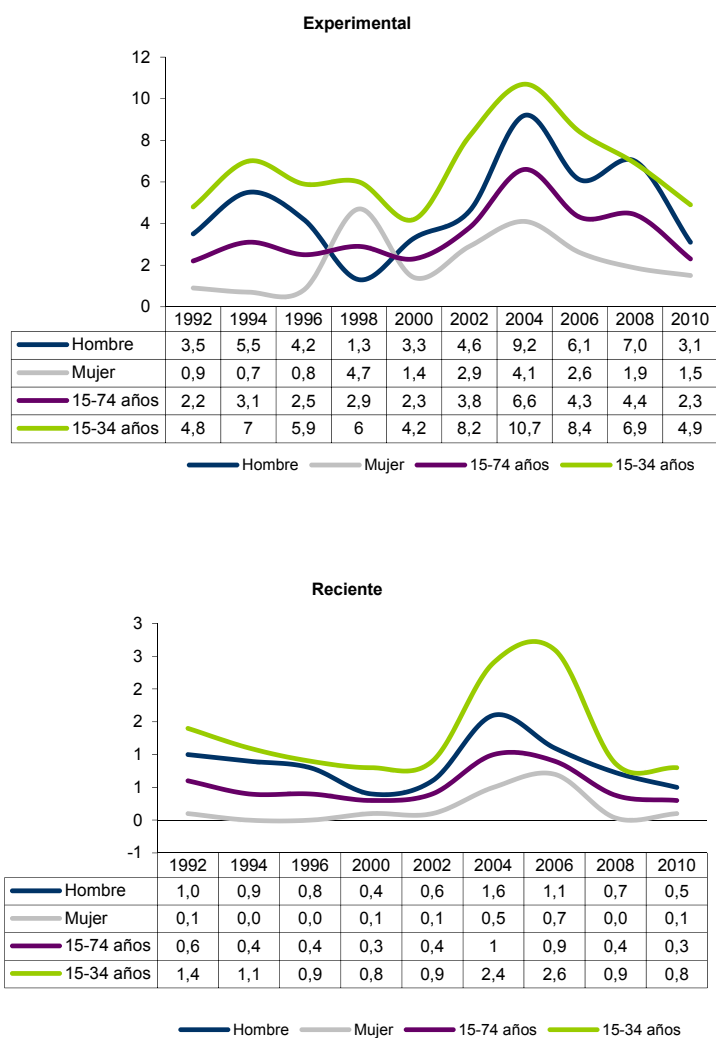 Experimental
12
10
8
6
4
2
0
1992 1994 1996 1998 2000 2002 2004 2006 2008 2010
Hombre 3,5 5,5 4,2 1,3 3,3 4,6 9,2 6,1 7,0 3,1
Mujer 0,9 0,7 0,8 4,7 1,4 2,9 4,1 2,6 1,9 1,5
15-74 años 2,2 3,1 2,5 2,9 2,3 3,8 6,6 4,3 4,4 2,3
15-34 años 4,8 7 5,9 6 4,2 8,2 10,7 8,4 6,9 4,9
Hombre Mujer 15-74 años 15-34 años
Reciente
3
3
2
2
1
1
0
-1
1992 1994 1996 2000 2002 2004 2006 2008 2010
Hombre 1,0 0,9 0,8 0,4 0,6 1,6 1,1 0,7 0,5
Mujer 0,1 0,0 0,0 0,1 0,1 0,5 0,7 0,0 0,1
15-74 años 0,6 0,4 0,4 0,3 0,4 1 0,9 0,4 0,3
15-34 años 1,4 1,1 0,9 0,8 0,9 2,4 2,6 0,9 0,8
Hombre Mujer 15-74 años 15-34 años